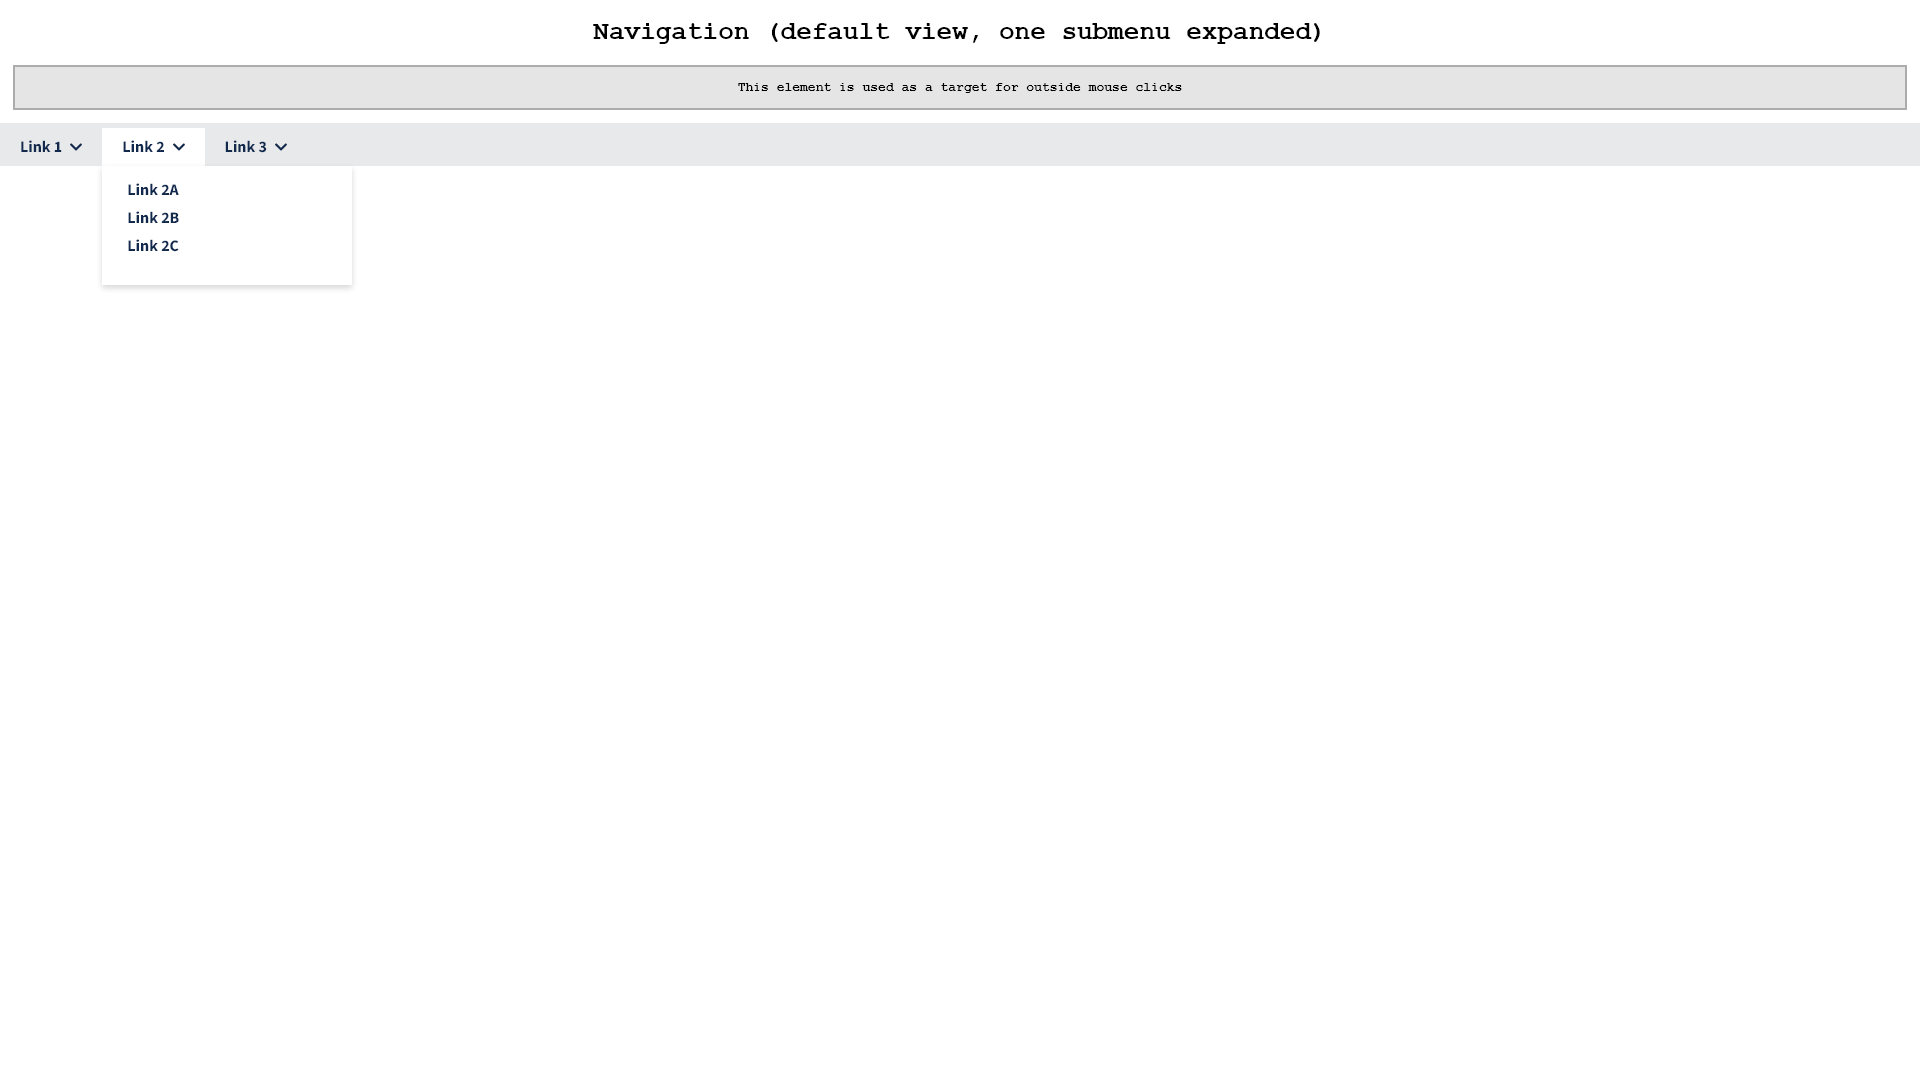 Navigation (default view, one submenu expanded)
This element is used as a target for outside mouse clicks
Link 1 Link 2 Link 3
Link 2A
Link 2B
Link 2C